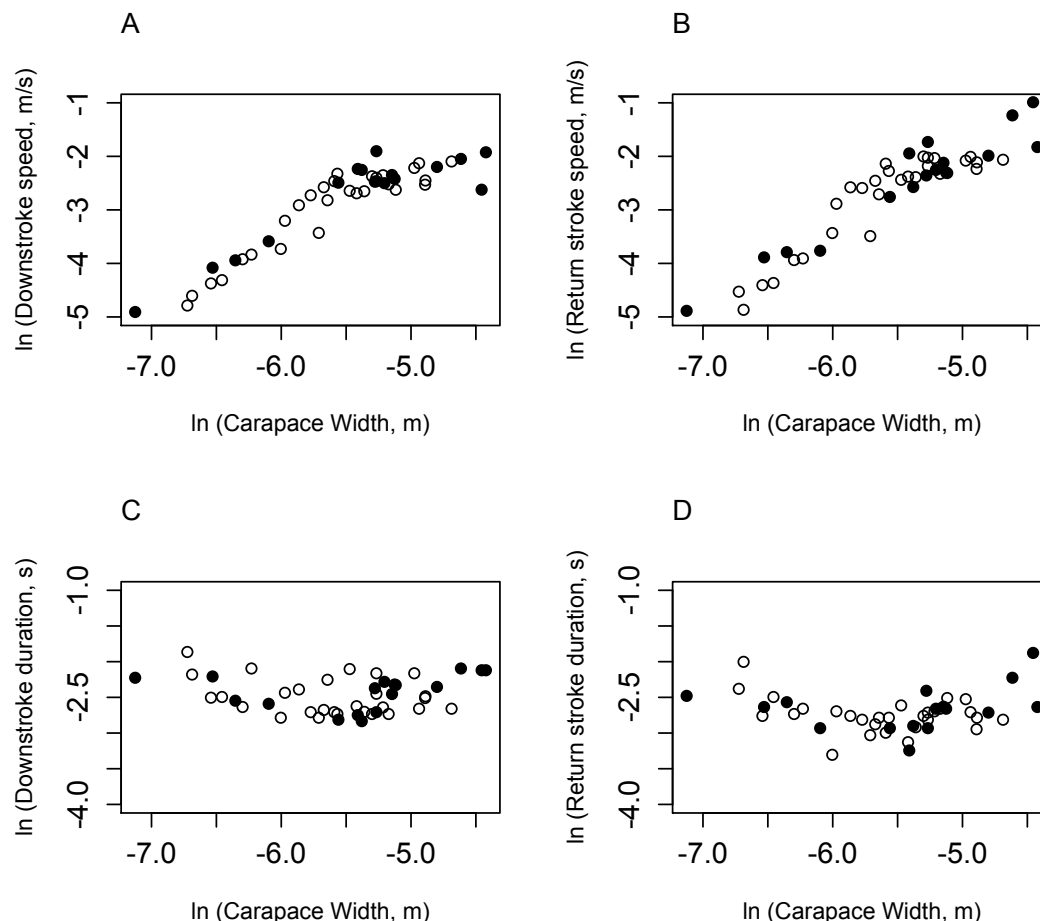 A
ln (Downstroke speed, m/s)
-1
-2
-3
-4
-5
-7.0 -6.0 -5.0
ln (Carapace Width, m)
B
ln (Return stroke speed, m/s)
-1
-2
-3
-4
-5
-7.0 -6.0 -5.0
ln (Carapace Width, m)
C
ln (Downstroke duration, s)
-1.0
-2.5
-4.0
-7.0 -6.0 -5.0
ln (Carapace Width, m)
D
ln (Return stroke duration, s)
-1.0
-2.5
-4.0
-7.0 -6.0 -5.0
ln (Carapace Width, m)